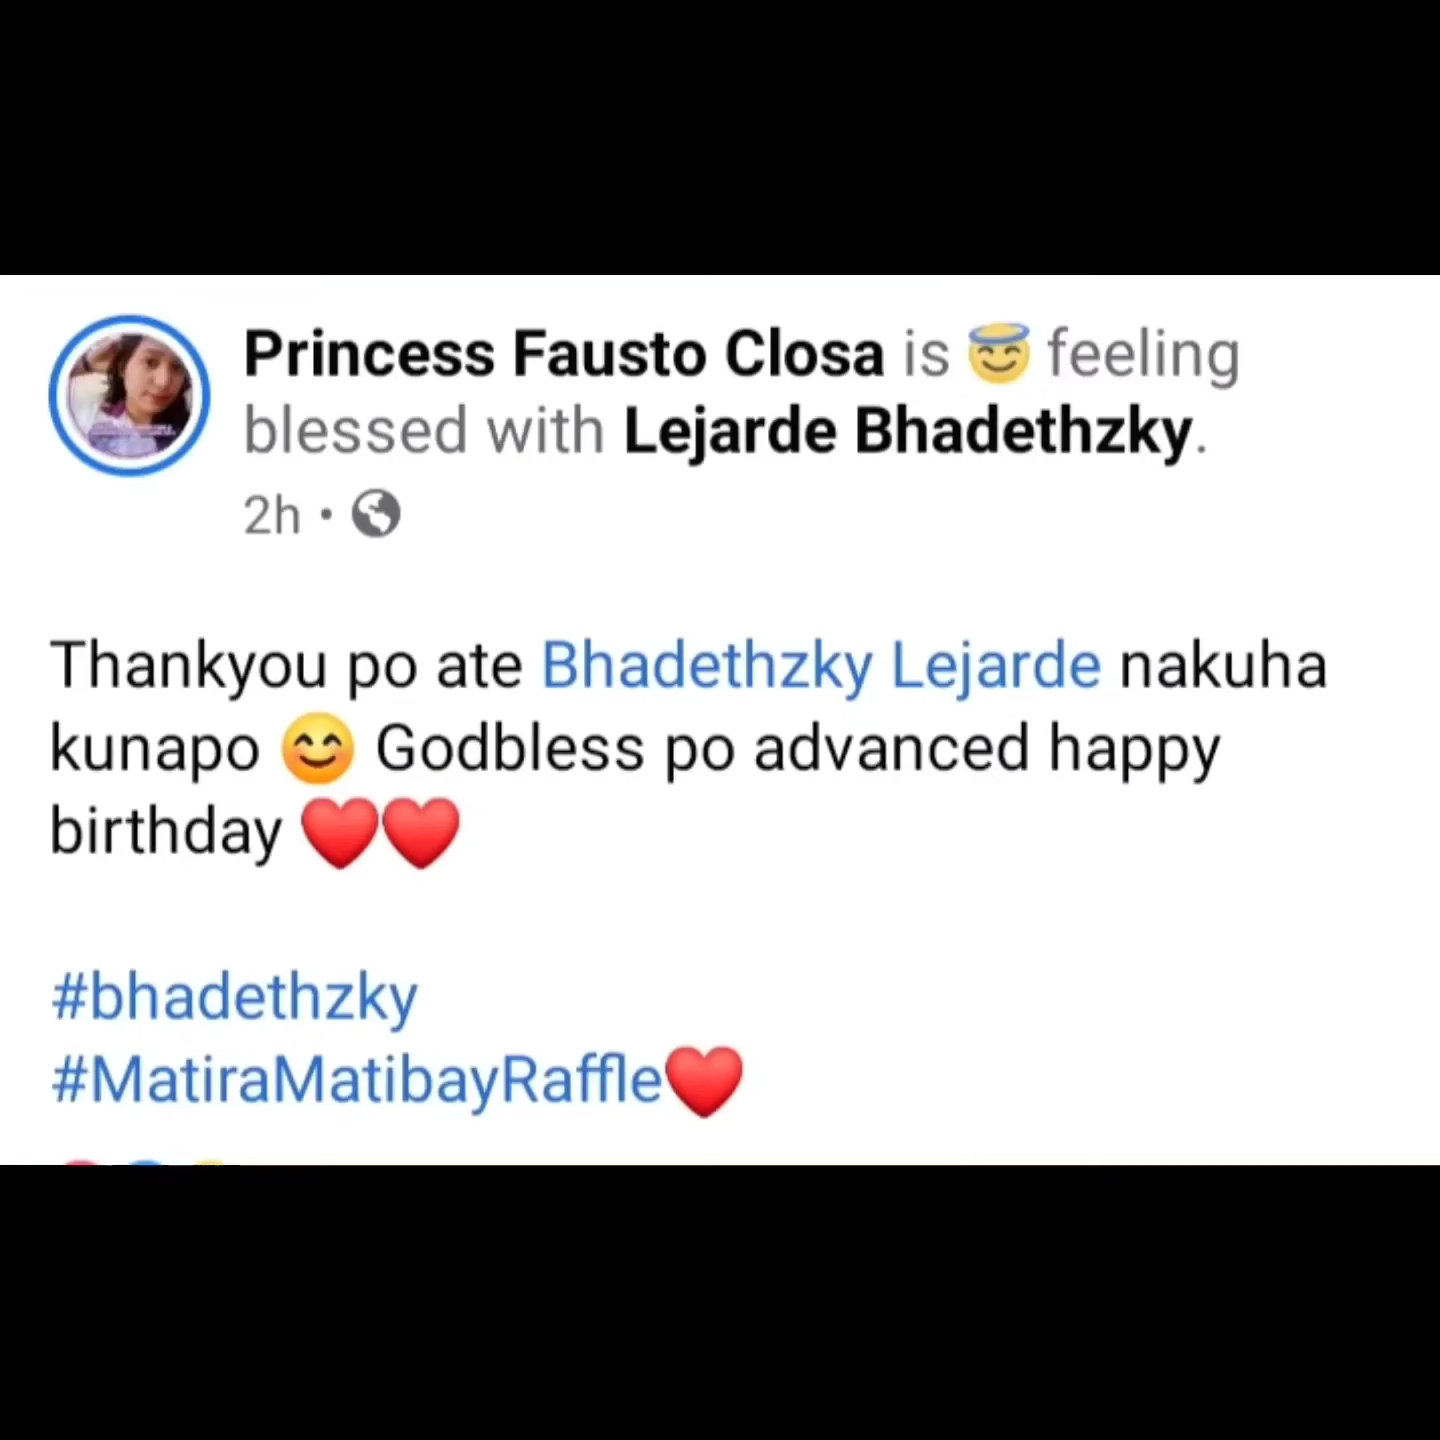 Princess Fausto Closa is 😇 feeling
blessed with Lejarde Bhadethzky.
2h •
Thankyou po ate Bhadethzky Lejarde nakuha
kunapo 😊 Godbless po advanced happy
birthday ❤️❤️
#bhadethzky
#MatiraMatibayRaffle❤️